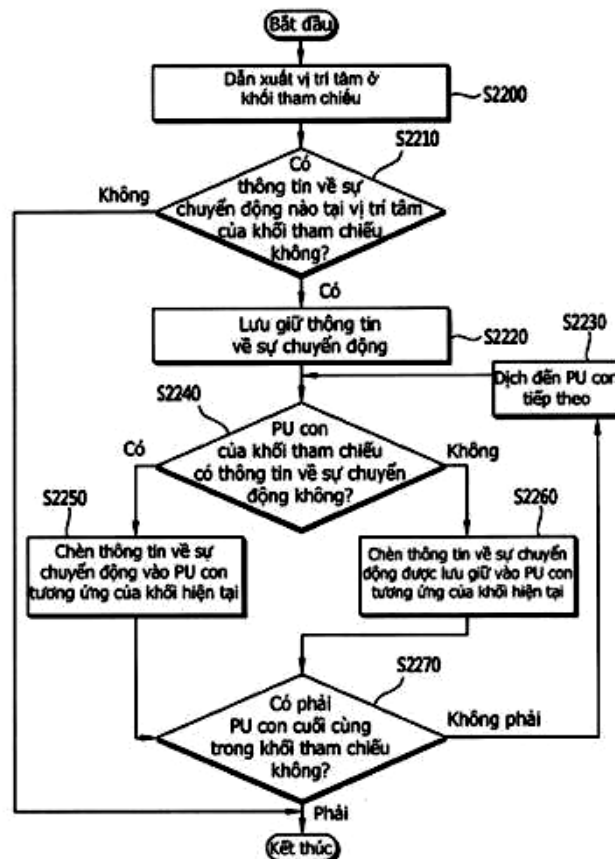 Bắt đầu
Dẫn xuất vị trí tâm ở
khối tham chiếu
S2200
S2210
Có
thông tin về sự
chuyển động nào tại vị trí tâm
của khối tham chiếu
không?
Không
Có
Lưu giữ thông tin
về sự chuyển động
S2220
S2230
Dịch đến PU con
tiếp theo
S2240
PU con
của khối tham chiếu
có thông tin về sự chuyển
động không?
Có
Không
S2250
Chèn thông tin về sự
chuyển động vào PU con
tương ứng của khối hiện tại
S2260
Chèn thông tin về sự chuyển
động được lưu giữ vào PU con
tương ứng của khối hiện tại
S2270
Có phải
PU con cuối cùng
trong khối tham chiếu
không?
Không phải
Phải
Kết thúc